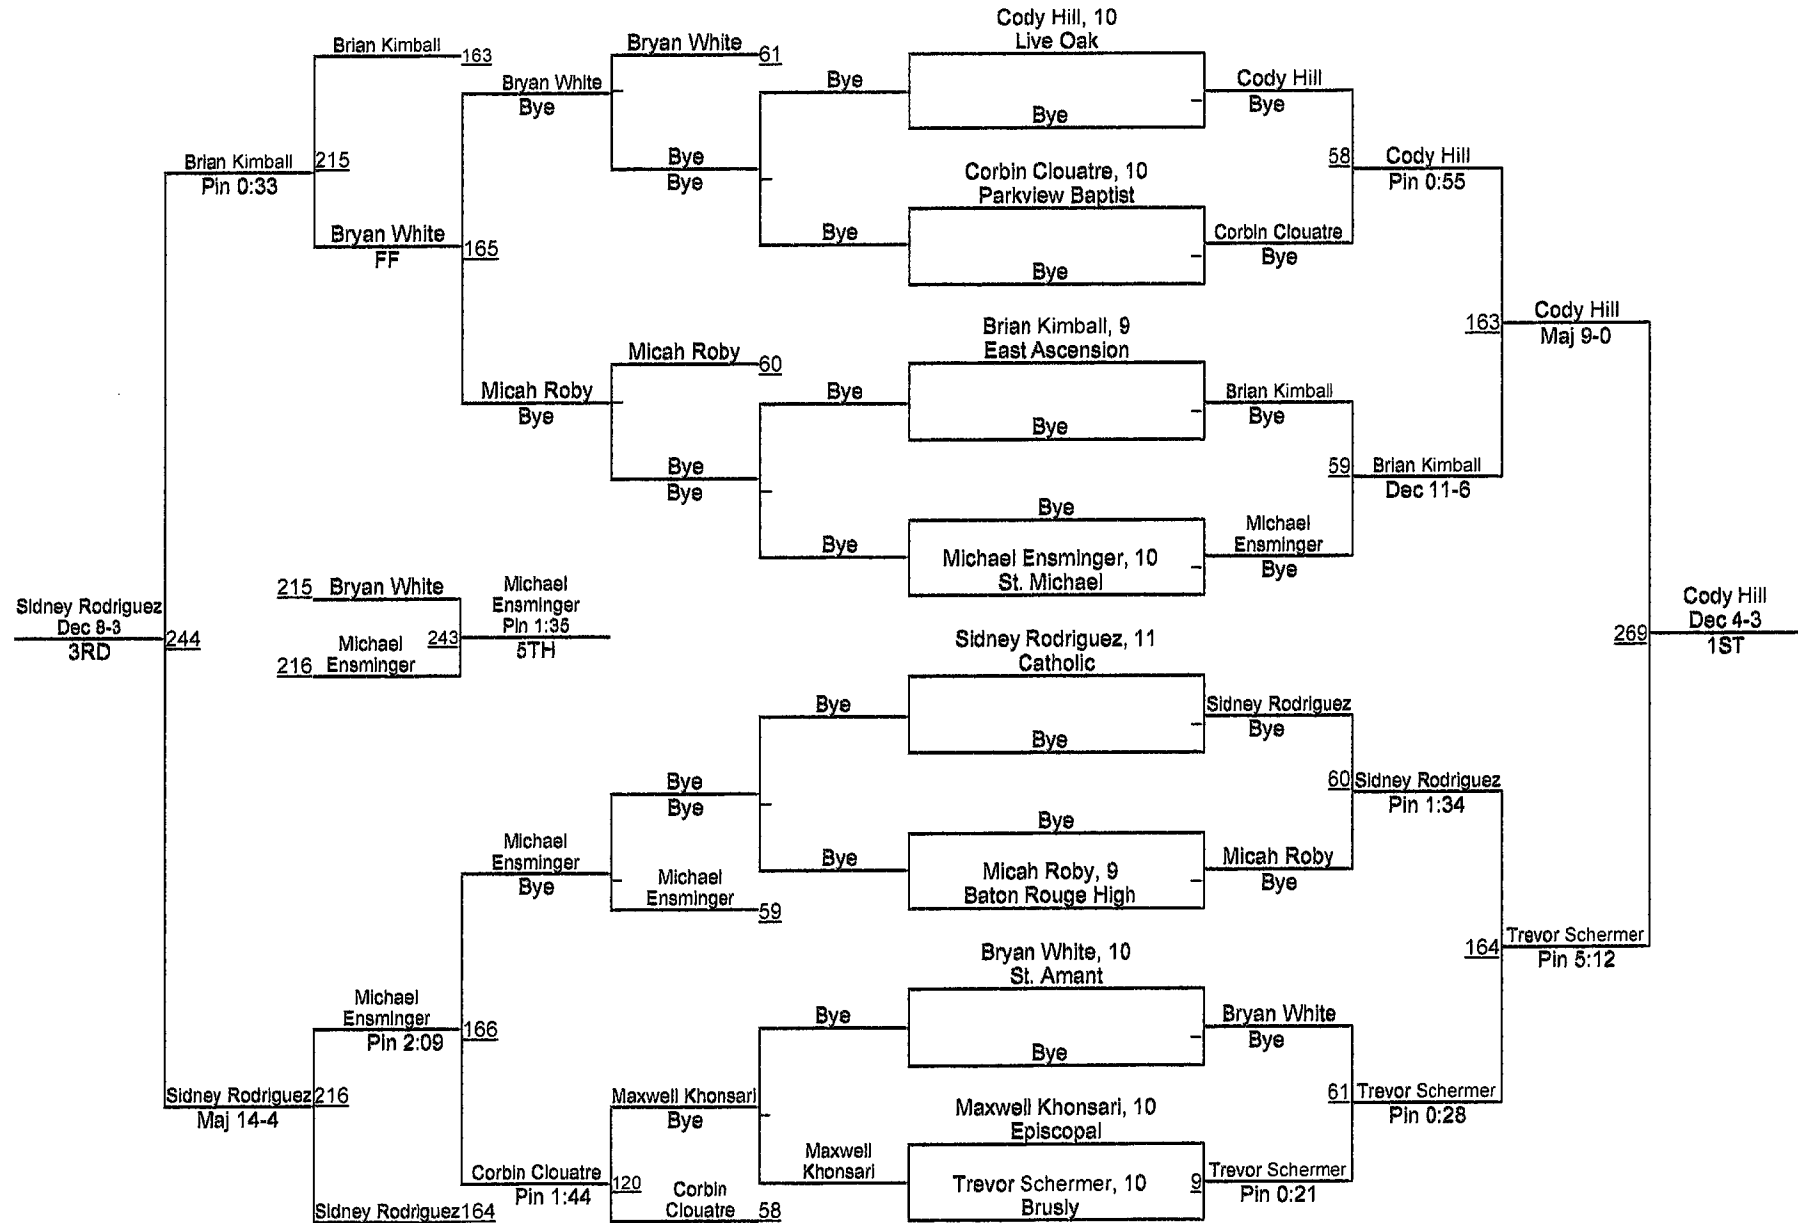 Cody Hill, 10
Live Oak
Bye
Corbin Clouatre, 10
Parkview Baptist
Bye
Brian Kimball, 9
East Ascension
Bye
Bye
Michael Ensminger, 10
St. Michael
Sidney Rodriguez, 11
Catholic
Bye
Bye
Micah Roby, 9
Baton Rouge High
Bryan White, 10
St. Amant
Bye
Maxwell Khonsari, 10
Episcopal
Trevor Schermer, 10
Brusly
9
Cody Hill
Bye
Corbin Clouatre
Bye
Brian Kimball
Bye
Michael
Ensminger
Bye
Sidney Rodriguez
Bye
Micah Roby
Bye
Bryan White
Bye
Trevor Schermer
Pin 0:21
58
Cody Hill
Pin 0:55
59
Brian Kimball
Dec 11-6
60
Sidney Rodriguez
Pin 1:34
61
Trevor Schermer
Pin 0:28
163
Cody Hill
Maj 9-0
164
Trevor Schermer
Pin 5:12
269
Cody Hill
Dec 4-3
1ST
Bye
Bye
Bye
Bye
Bye
Bye
Bye
Maxwell
Khonsari
Bryan White
61
Bye
Bye
Micah Roby
60
Bye
Bye
Bye
Bye
Michael
Ensminger
59
Maxwell Khonsari
Bye
Corbin
Clouatre
58
Bryan White
Bye
Micah Roby
Bye
Michael
Ensminger
Bye
Corbin Clouatre
Pin 1:44
120
Brian Kimball
163
Bryan White
FF
165
Michael
Ensminger
Pin 2:09
166
Sidney Rodriguez
164
Brian Kimball
Pin 0:33
215
Sidney Rodriguez
Maj 14-4
216
215
Bryan White
216
Michael
Ensminger
243
Michael
Ensminger
Pin 1:35
5TH
Sidney Rodriguez
Dec 8-3
3RD
244